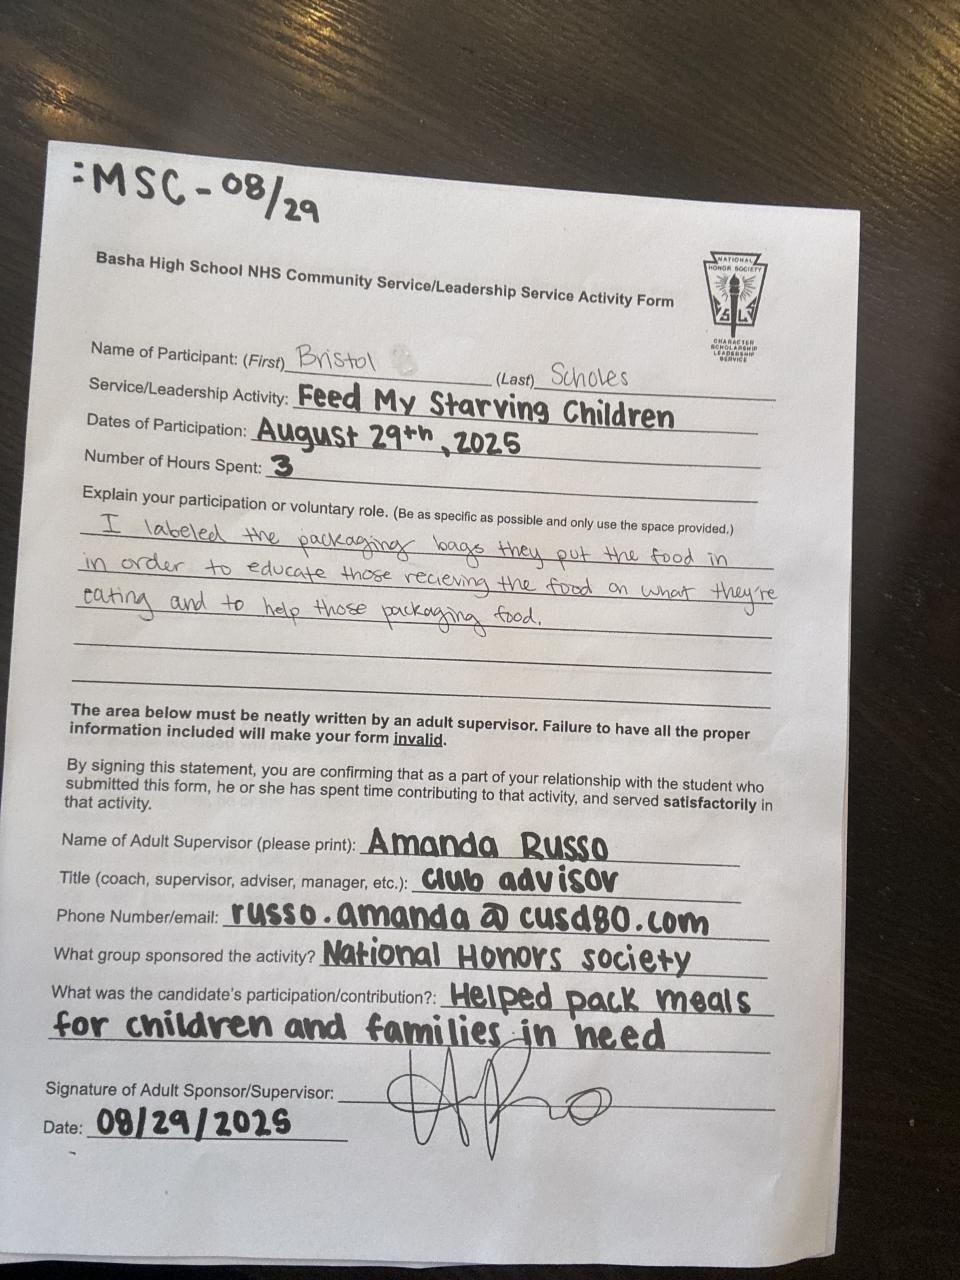 :MSC - 08/29
Basha High School NHS Community Service/Leadership Service Activity Form
NATIONAL
HONOR SOCIETY
S L S
CHARACTER
SCHOLARSHIP
LEADERSHIP
SERVICE
Name of Participant: (First) Bristol (Last) Scholes
Service/Leadership Activity: Feed My Starving Children
Dates of Participation: August 29th, 2025
Number of Hours Spent: 3
Explain your participation or voluntary role. (Be as specific as possible and only use the space provided.)
I labeled the packaging bags they put the food in
in order to educate those recieving the food on what they're
eating and to help those packaging food.
The area below must be neatly written by an adult supervisor. Failure to have all the proper
information included will make your form invalid.
By signing this statement, you are confirming that as a part of your relationship with the student who
submitted this form, he or she has spent time contributing to that activity, and served satisfactorily in
that activity.
Name of Adult Supervisor (please print): Amanda Russo
Title (coach, supervisor, adviser, manager, etc.): Club advisor
Phone Number/email: russo.amanda@cusd80.com
What group sponsored the activity? National Honors society
What was the candidate's participation/contribution?: Helped pack meals
for children and families in need
Signature of Adult Sponsor/Supervisor:
Date: 08/29/2025